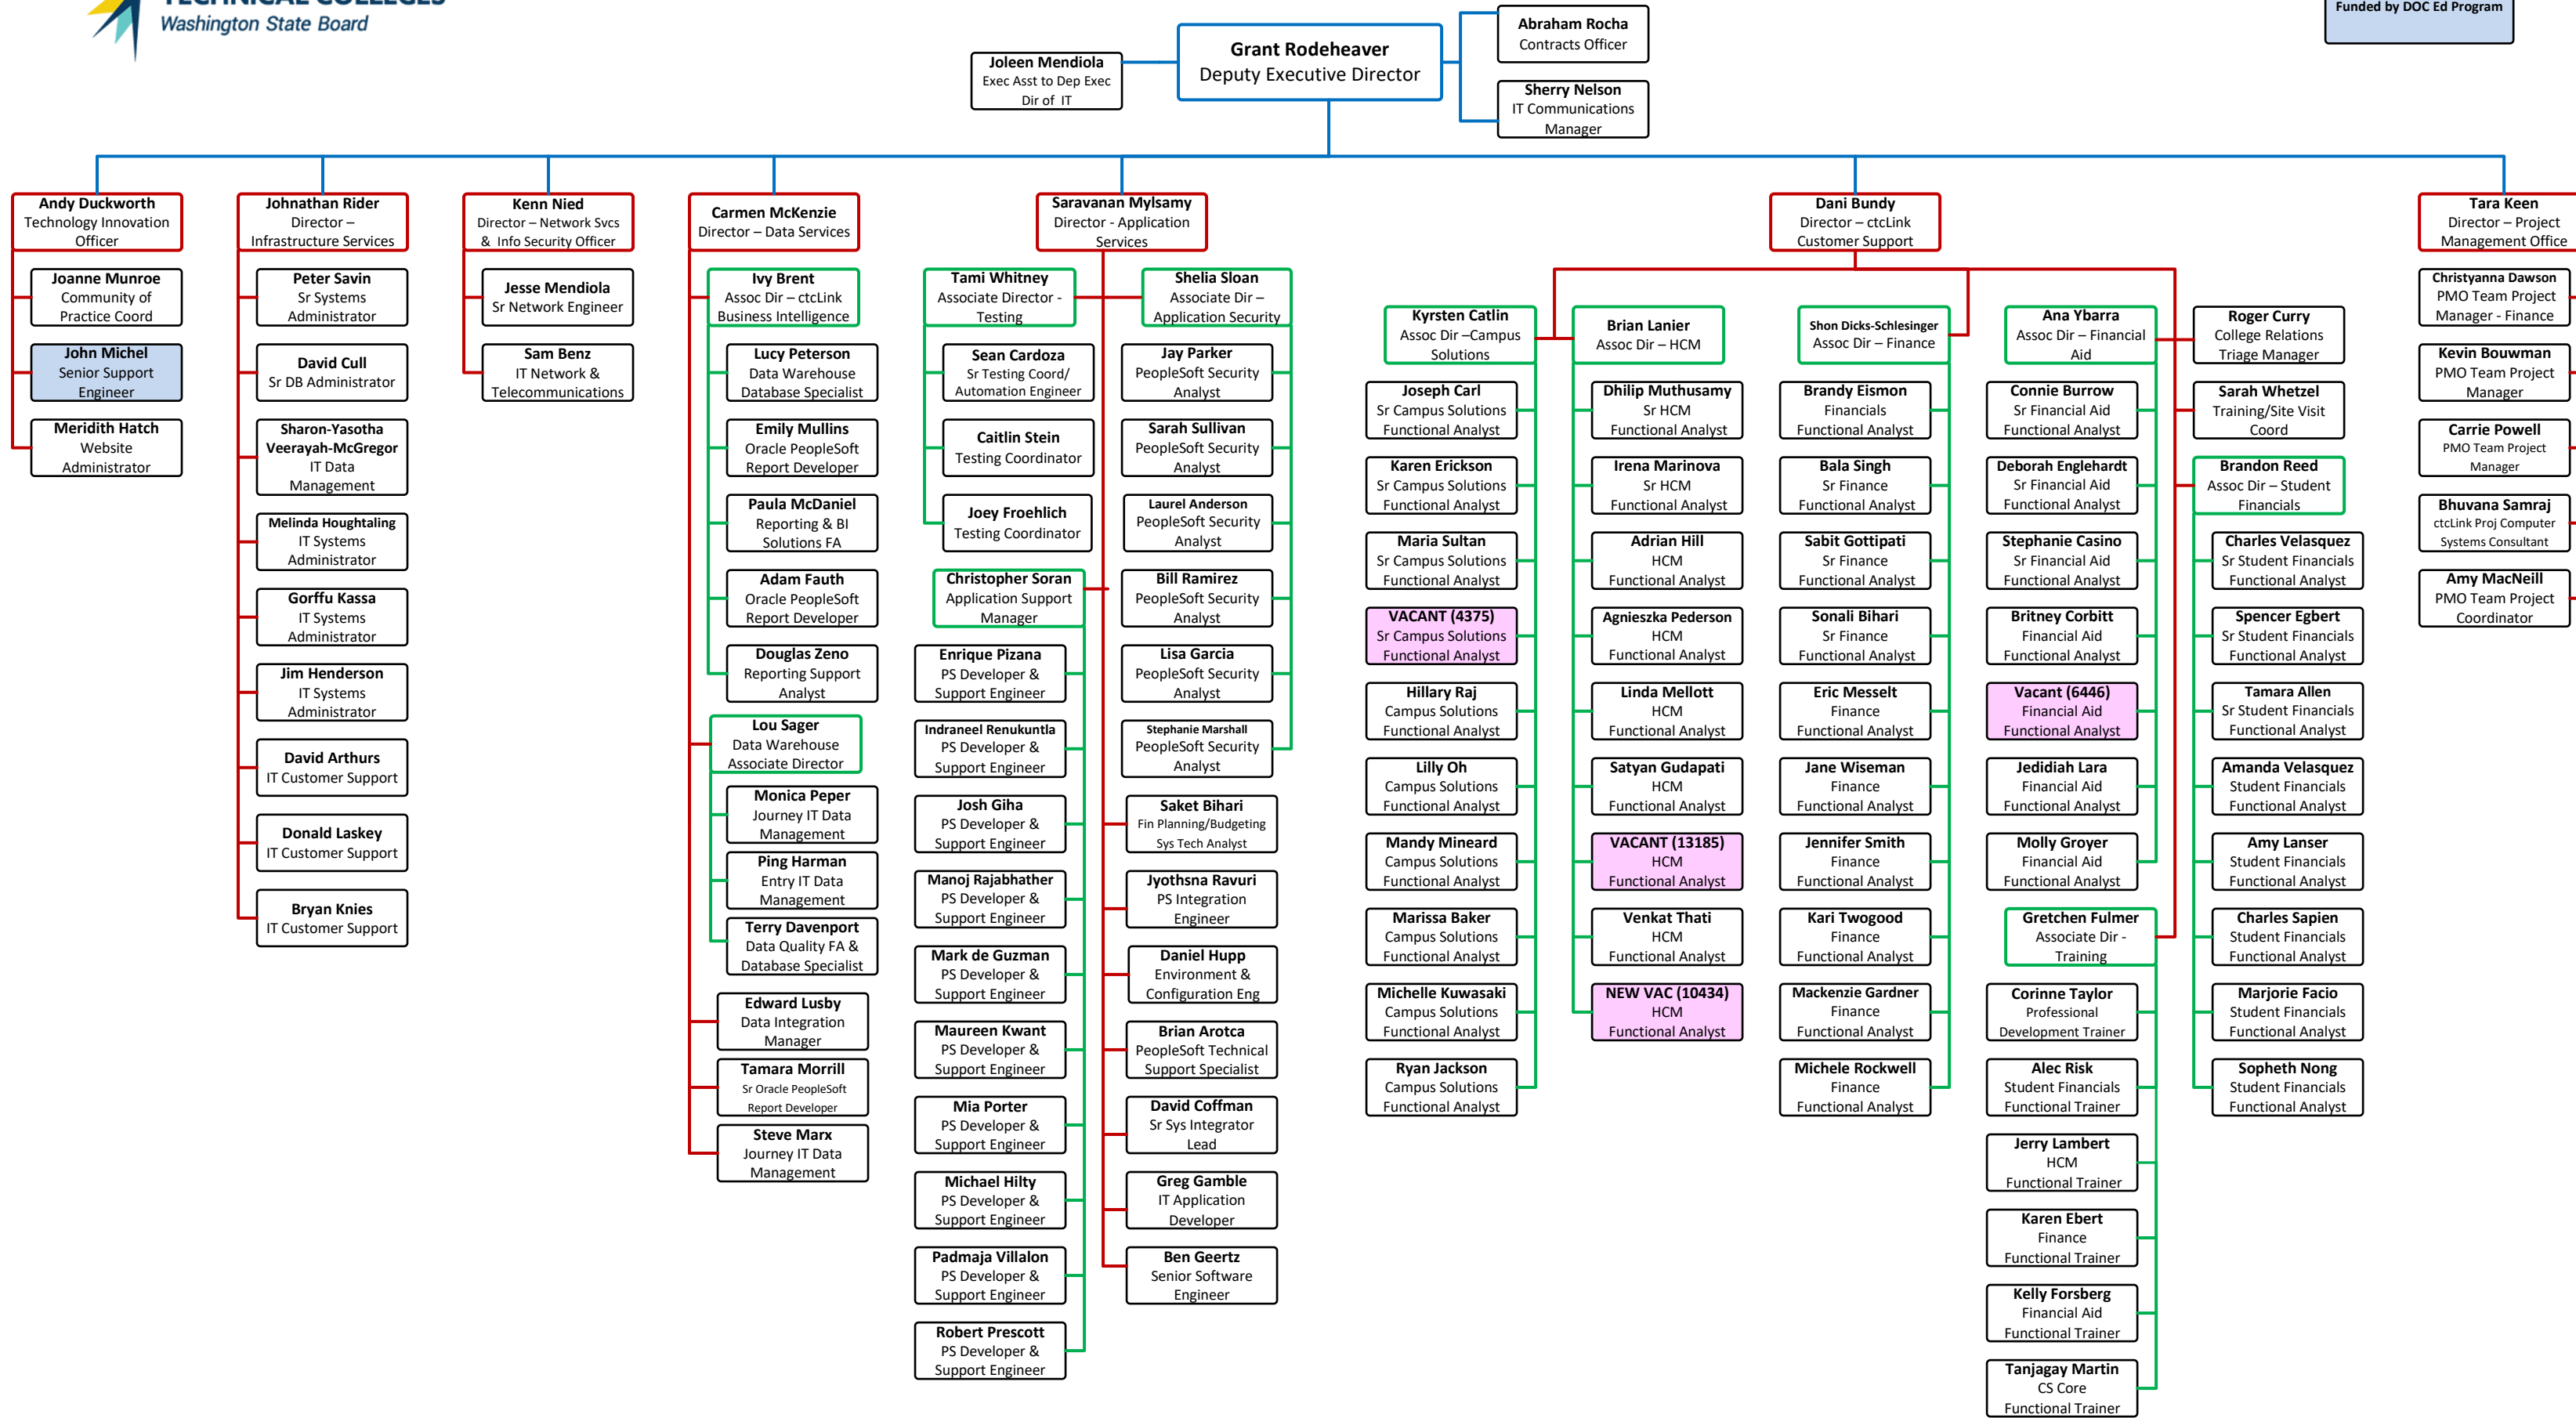 TECHNICAL COLLEGES
Washington State Board
Funded by DOC Ed Program
Joleen Mendiola
Exec Asst to Dep Exec
Dir of IT
Grant Rodeheaver
Deputy Executive Director
Abraham Rocha
Contracts Officer
Sherry Nelson
IT Communications
Manager
Andy Duckworth
Technology Innovation
Officer
Joanne Munroe
Community of
Practice Coord
John Michel
Senior Support
Engineer
Meridith Hatch
Website
Administrator
Johnathan Rider
Director –
Infrastructure Services
Peter Savin
Sr Systems
Administrator
David Cull
Sr DB Administrator
Sharon-Yasotha
Veerayah-McGregor
IT Data
Management
Melinda Houghtaling
IT Systems
Administrator
Gorffu Kassa
IT Systems
Administrator
Jim Henderson
IT Systems
Administrator
David Arthurs
IT Customer Support
Donald Laskey
IT Customer Support
Bryan Knies
IT Customer Support
Kenn Nied
Director – Network Svcs
& Info Security Officer
Jesse Mendiola
Sr Network Engineer
Sam Benz
IT Network &
Telecommunications
Carmen McKenzie
Director – Data Services
Ivy Brent
Assoc Dir – ctcLink
Business Intelligence
Lucy Peterson
Data Warehouse
Database Specialist
Emily Mullins
Oracle PeopleSoft
Report Developer
Paula McDaniel
Reporting & BI
Solutions FA
Adam Fauth
Oracle PeopleSoft
Report Developer
Douglas Zeno
Reporting Support
Analyst
Lou Sager
Data Warehouse
Associate Director
Monica Peper
Journey IT Data
Management
Ping Harman
Entry IT Data
Management
Terry Davenport
Data Quality FA &
Database Specialist
Edward Lusby
Data Integration
Manager
Tamara Morrill
Sr Oracle PeopleSoft
Report Developer
Steve Marx
Journey IT Data
Management
Saravanan Mylsamy
Director - Application
Services
Tami Whitney
Associate Director -
Testing
Sean Cardoza
Sr Testing Coord/
Automation Engineer
Caitlin Stein
Testing Coordinator
Joey Froehlich
Testing Coordinator
Christopher Soran
Application Support
Manager
Enrique Pizana
PS Developer &
Support Engineer
Indraneel Renukuntla
PS Developer &
Support Engineer
Josh Giha
PS Developer &
Support Engineer
Manoj Rajabhather
PS Developer &
Support Engineer
Mark de Guzman
PS Developer &
Support Engineer
Maureen Kwant
PS Developer &
Support Engineer
Mia Porter
PS Developer &
Support Engineer
Michael Hilty
PS Developer &
Support Engineer
Padmaja Villalon
PS Developer &
Support Engineer
Robert Prescott
PS Developer &
Support Engineer
Shelia Sloan
Associate Dir –
Application Security
Jay Parker
PeopleSoft Security
Analyst
Sarah Sullivan
PeopleSoft Security
Analyst
Laurel Anderson
PeopleSoft Security
Analyst
Bill Ramirez
PeopleSoft Security
Analyst
Lisa Garcia
PeopleSoft Security
Analyst
Stephanie Marshall
PeopleSoft Security
Analyst
Saket Bihari
Fin Planning/Budgeting
Sys Tech Analyst
Jyothsna Ravuri
PS Integration
Engineer
Daniel Hupp
Environment &
Configuration Eng
Brian Arotca
PeopleSoft Technical
Support Specialist
David Coffman
Sr Sys Integrator
Lead
Greg Gamble
IT Application
Developer
Ben Geertz
Senior Software
Engineer
Dani Bundy
Director – ctcLink
Customer Support
Kyrsten Catlin
Assoc Dir –Campus
Solutions
Joseph Carl
Sr Campus Solutions
Functional Analyst
Karen Erickson
Sr Campus Solutions
Functional Analyst
Maria Sultan
Sr Campus Solutions
Functional Analyst
VACANT (4375)
Sr Campus Solutions
Functional Analyst
Hillary Raj
Campus Solutions
Functional Analyst
Lilly Oh
Campus Solutions
Functional Analyst
Mandy Mineard
Campus Solutions
Functional Analyst
Marissa Baker
Campus Solutions
Functional Analyst
Michelle Kuwasaki
Campus Solutions
Functional Analyst
Ryan Jackson
Campus Solutions
Functional Analyst
Brian Lanier
Assoc Dir – HCM
Dhilip Muthusamy
Sr HCM
Functional Analyst
Irena Marinova
Sr HCM
Functional Analyst
Adrian Hill
HCM
Functional Analyst
Agnieszka Pederson
HCM
Functional Analyst
Linda Mellott
HCM
Functional Analyst
Satyan Gudapati
HCM
Functional Analyst
VACANT (13185)
HCM
Functional Analyst
Venkat Thati
HCM
Functional Analyst
NEW VAC (10434)
HCM
Functional Analyst
Shon Dicks-Schlesinger
Assoc Dir – Finance
Brandy Eismon
Financials
Functional Analyst
Bala Singh
Sr Finance
Functional Analyst
Sabit Gottipati
Sr Finance
Functional Analyst
Sonali Bihari
Sr Finance
Functional Analyst
Eric Messelt
Finance
Functional Analyst
Jane Wiseman
Finance
Functional Analyst
Jennifer Smith
Finance
Functional Analyst
Kari Twogood
Finance
Functional Analyst
Mackenzie Gardner
Finance
Functional Analyst
Michele Rockwell
Finance
Functional Analyst
Ana Ybarra
Assoc Dir – Financial
Aid
Connie Burrow
Sr Financial Aid
Functional Analyst
Deborah Englehardt
Sr Financial Aid
Functional Analyst
Stephanie Casino
Sr Financial Aid
Functional Analyst
Britney Corbitt
Financial Aid
Functional Analyst
Vacant (6446)
Financial Aid
Functional Analyst
Jedidiah Lara
Financial Aid
Functional Analyst
Molly Groyer
Financial Aid
Functional Analyst
Gretchen Fulmer
Associate Dir -
Training
Corinne Taylor
Professional
Development Trainer
Alec Risk
Student Financials
Functional Trainer
Jerry Lambert
HCM
Functional Trainer
Karen Ebert
Finance
Functional Trainer
Kelly Forsberg
Financial Aid
Functional Trainer
Tanjagay Martin
CS Core
Functional Trainer
Roger Curry
College Relations
Triage Manager
Sarah Whetzel
Training/Site Visit
Coord
Brandon Reed
Assoc Dir – Student
Financials
Charles Velasquez
Sr Student Financials
Functional Analyst
Spencer Egbert
Sr Student Financials
Functional Analyst
Tamara Allen
Sr Student Financials
Functional Analyst
Amanda Velasquez
Student Financials
Functional Analyst
Amy Lanser
Student Financials
Functional Analyst
Charles Sapien
Student Financials
Functional Analyst
Marjorie Facio
Student Financials
Functional Analyst
Sopheth Nong
Student Financials
Functional Analyst
Tara Keen
Director – Project
Management Office
Christyanna Dawson
PMO Team Project
Manager - Finance
Kevin Bouwman
PMO Team Project
Manager
Carrie Powell
PMO Team Project
Manager
Bhuvana Samraj
ctcLink Proj Computer
Systems Consultant
Amy MacNeill
PMO Team Project
Coordinator